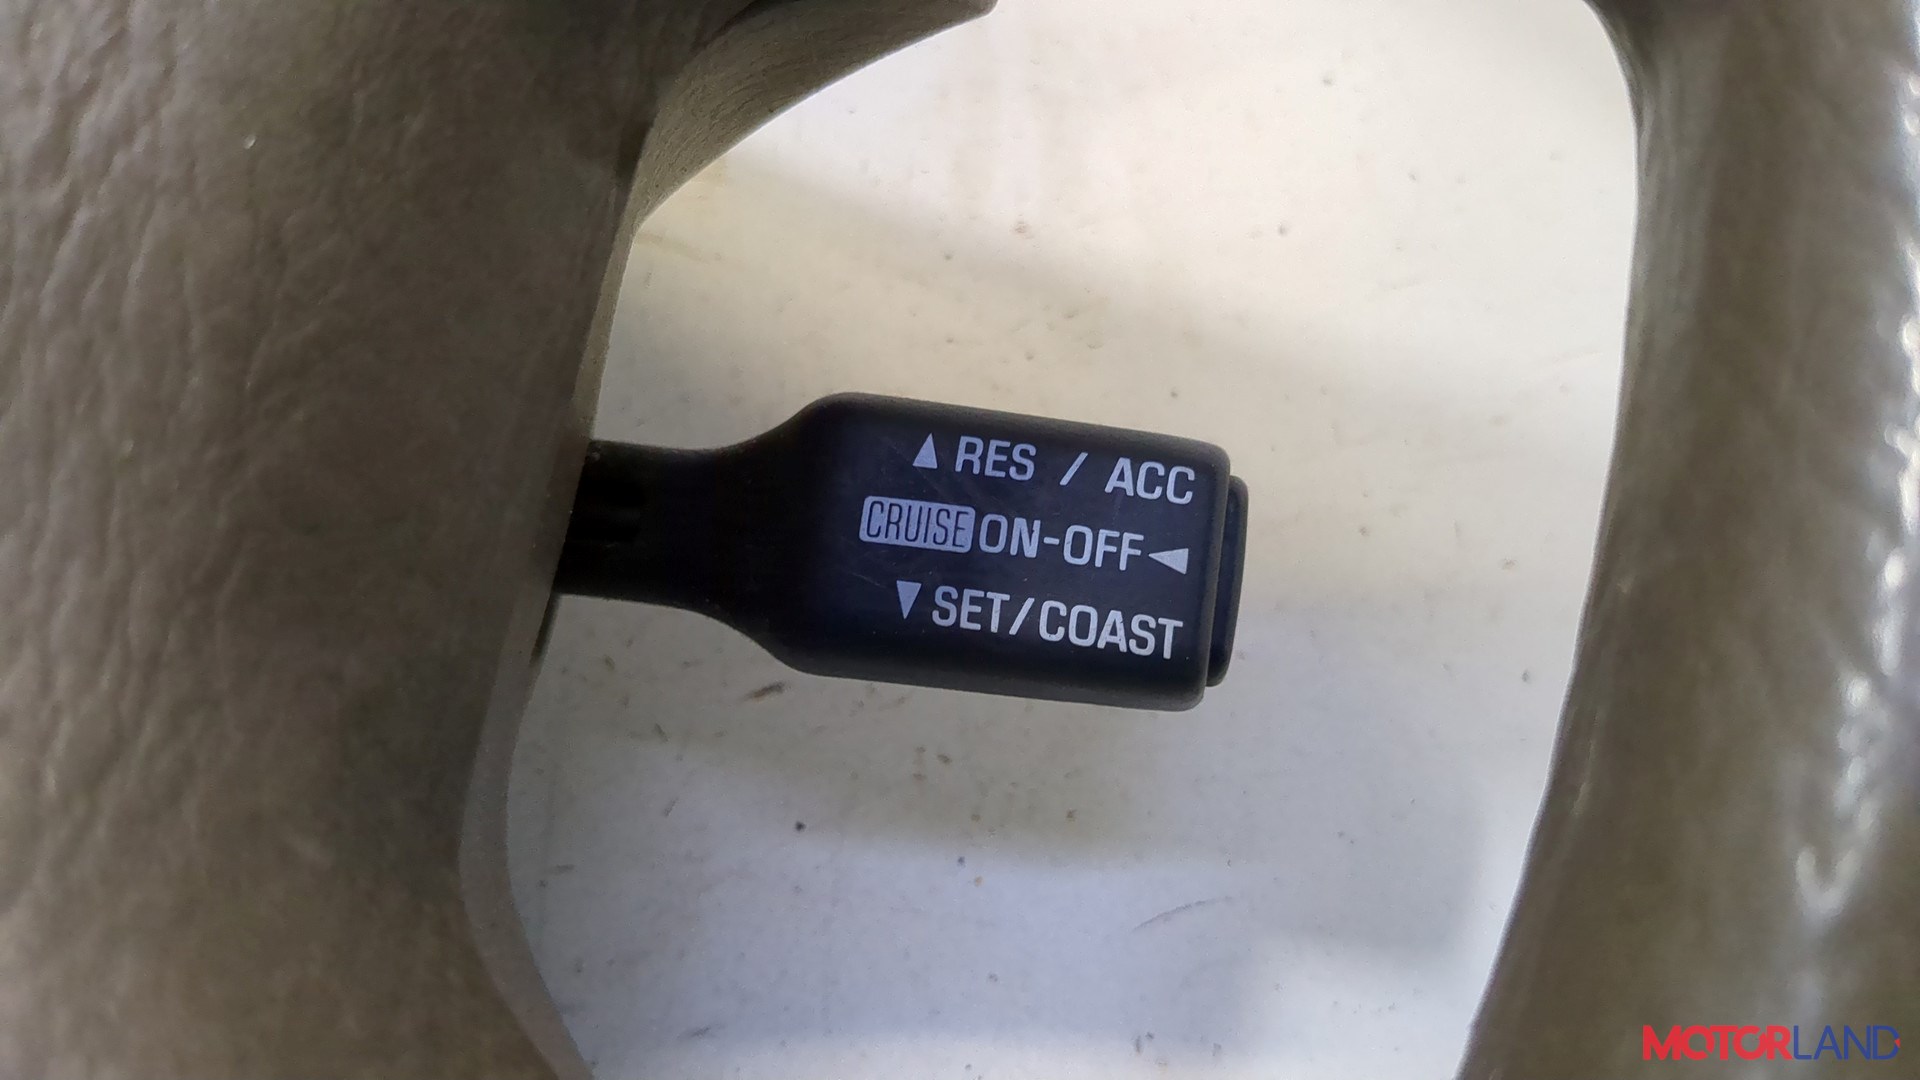 ▲ RES / ACC
CRUISE ON-OFF ◀
▼ SET/COAST
MOTORLAND